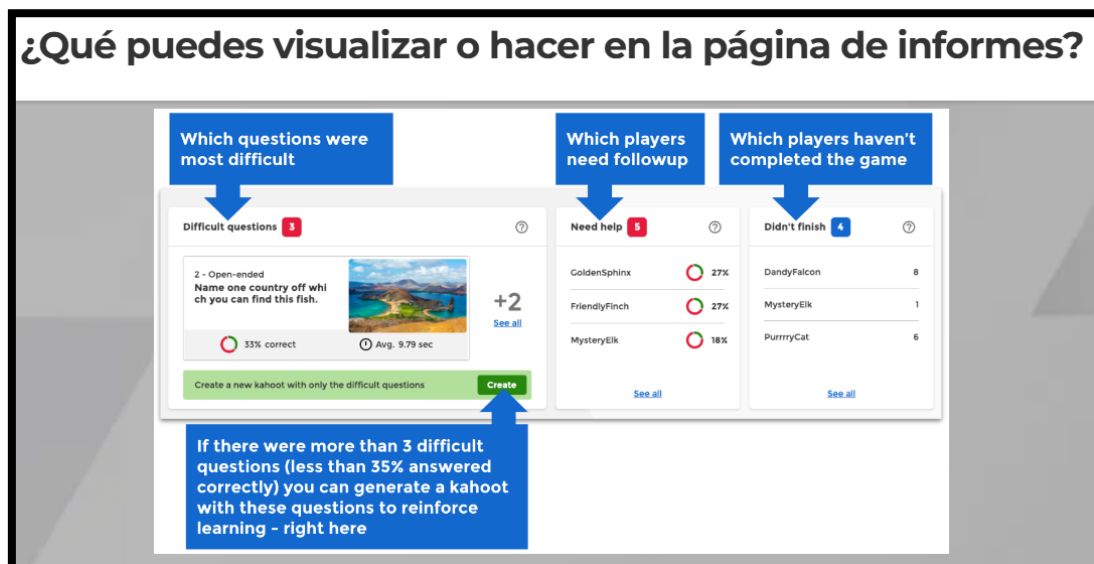 ¿Qué puedes visualizar o hacer en la página de informes?
Which questions were
most difficult
Which players
need followup
Which players haven't
completed the game
Difficult questions 3
2 - Open-ended
Name one country off whi
ch you can find this fish.
33% correct
Avg. 9.79 sec
+2
See all
Create a new kahoot with only the difficult questions
Create
Need help 5
GoldenSphinx 27%
FriendlyFinch 27%
MysteryElk 18%
See all
Didn't finish 4
DandyFalcon 8
MysteryElk 1
PurrrryCat 6
See all
If there were more than 3 difficult
questions (less than 35% answered
correctly) you can generate a kahoot
with these questions to reinforce
learning - right here